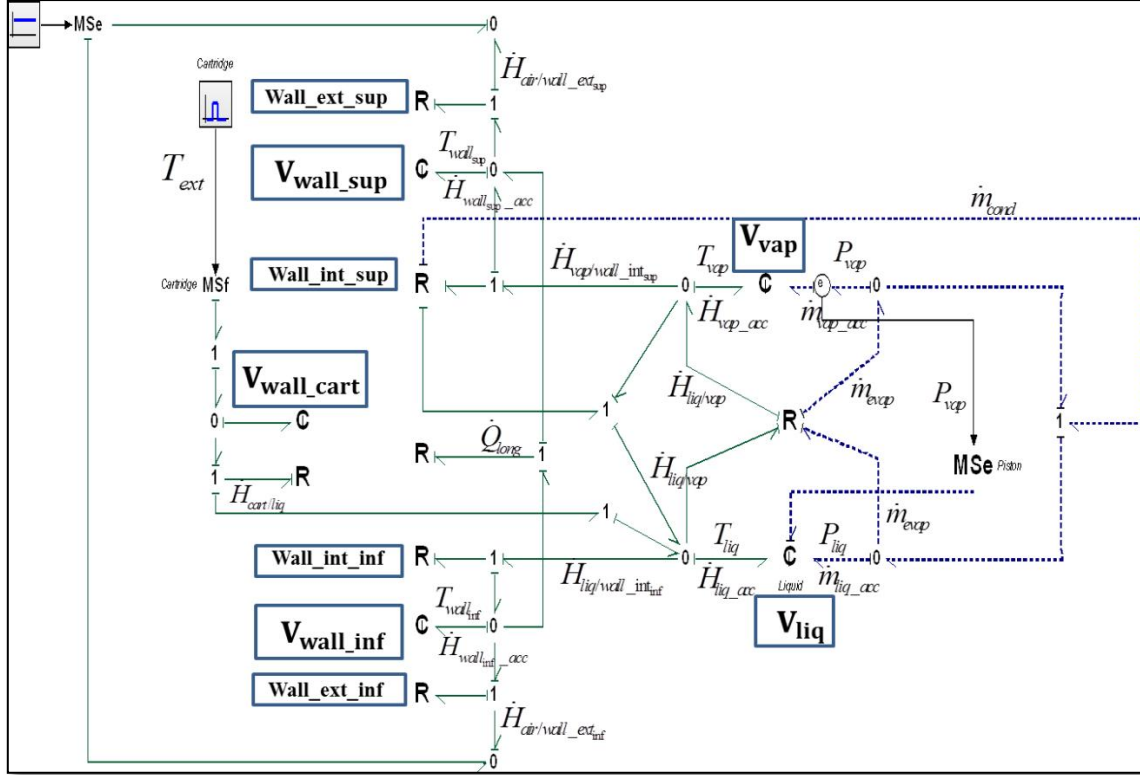 MSe 0
Cartridge
Ḣair/wall_ext_sup
Wall_ext_sup R 1
Text
Twall_sup
Vwall_sup C 0
Ḣwall_sup_acc
ṁcond
Vvap
Ḣvap/wall_int_sup Tvap Pvap
Wall_int_sup
Cartridge MSf R 1 0 C e 0
Ḣvap_acc ṁvap_acc
1
Vwall_cart
Ḣliq/vap ṁevap Pvap
0 C 1 R 1
Q̇long
R 1
Ḣliq/vap
MSe Piston
1 R
Ḣcart/liq
1 ṁevap
Tliq Pliq
Wall_int_inf R 1 0 C 0
Ḣliq/wall_int_inf Ḣliq_acc Liquid ṁliq_acc
Twall_inf
Vliq
Vwall_inf C 0
Ḣwall_inf_acc
Wall_ext_inf R 1
Ḣair/wall_ext_inf
0